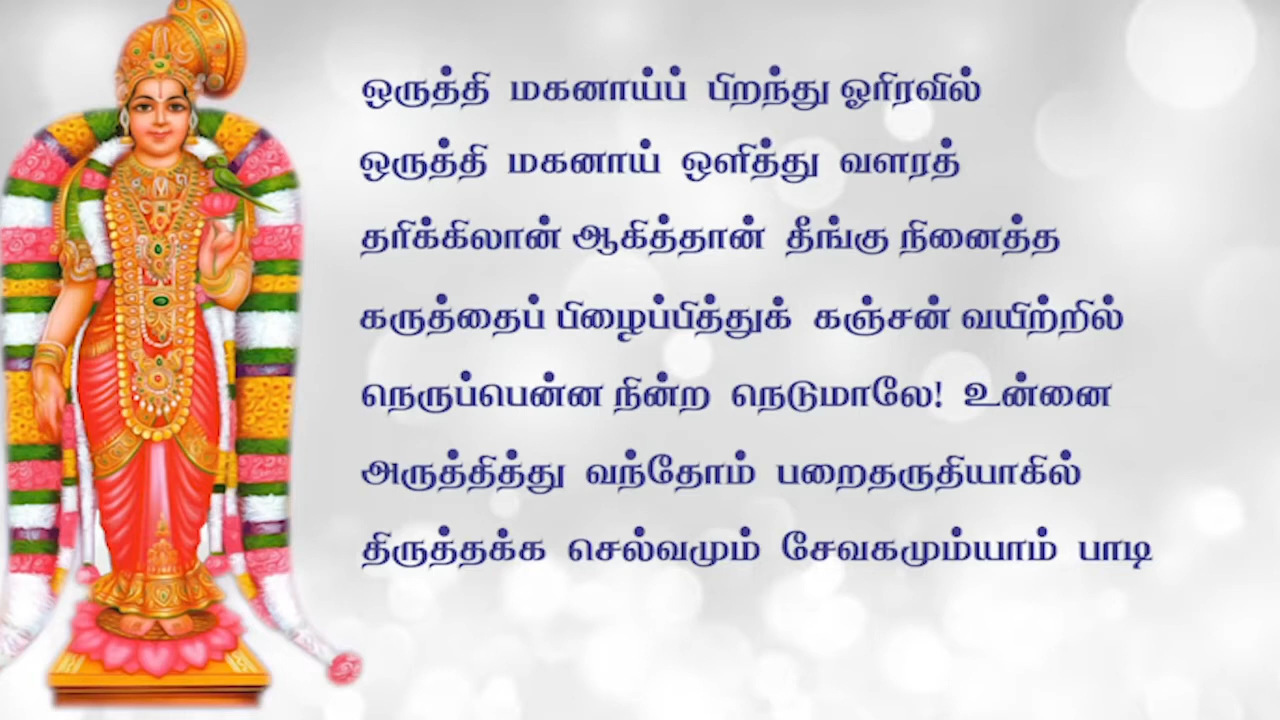 ஒருத்தி மகனாய்ப் பிறந்து ஓரிரவில்
ஒருத்தி மகனாய் ஒளித்து வளரத்
தரிக்கிலான் ஆகித்தான் தீங்கு நினைத்த
கருத்தைப் பிழைப்பித்துக் கஞ்சன் வயிற்றில்
நெருப்பென்ன நின்ற நெடுமாலே! உன்னை
அருத்தித்து வந்தோம் பறைதருதியாகில்
திருத்தக்க செல்வமும் சேவகமும்யாம் பாடி